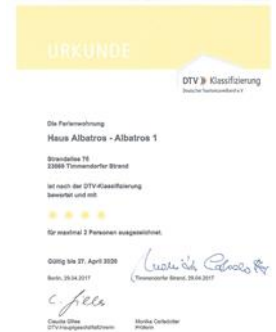 URKUNDE
DTV Klassifizierung
Deutscher Tourismusverband e.V.
Die Ferienwohnung
Haus Albatros - Albatros 1
Strandallee 76
23669 Timmendorfer Strand
ist nach der DTV-Klassifizierung
bewertet und mit
für maximal 2 Personen ausgezeichnet.
Gültig bis 27. April 2020
Berlin, 28.04.2017
Timmendorfer Strand, 28.04.2017
Claudia Gilles
DTV-Hauptgeschäftsführerin
Monika
Prüferin